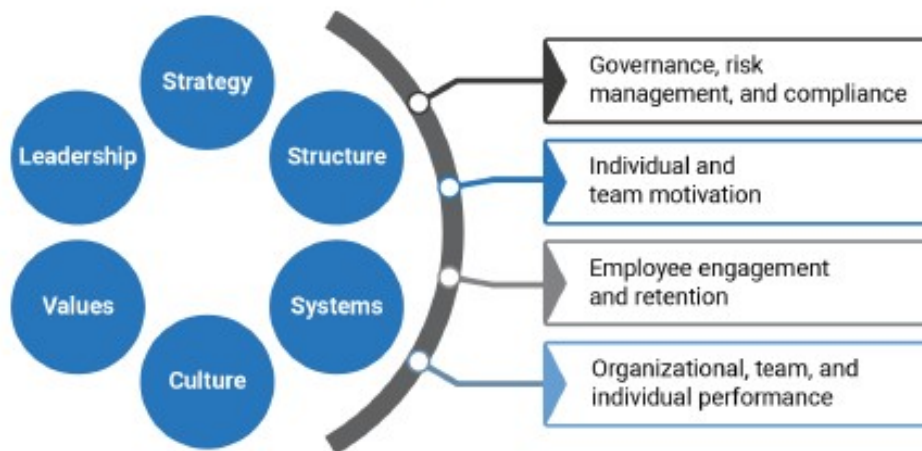 Strategy
Leadership
Structure
Values
Systems
Culture
Governance, risk
management, and compliance
Individual and
team motivation
Employee engagement
and retention
Organizational, team, and
individual performance